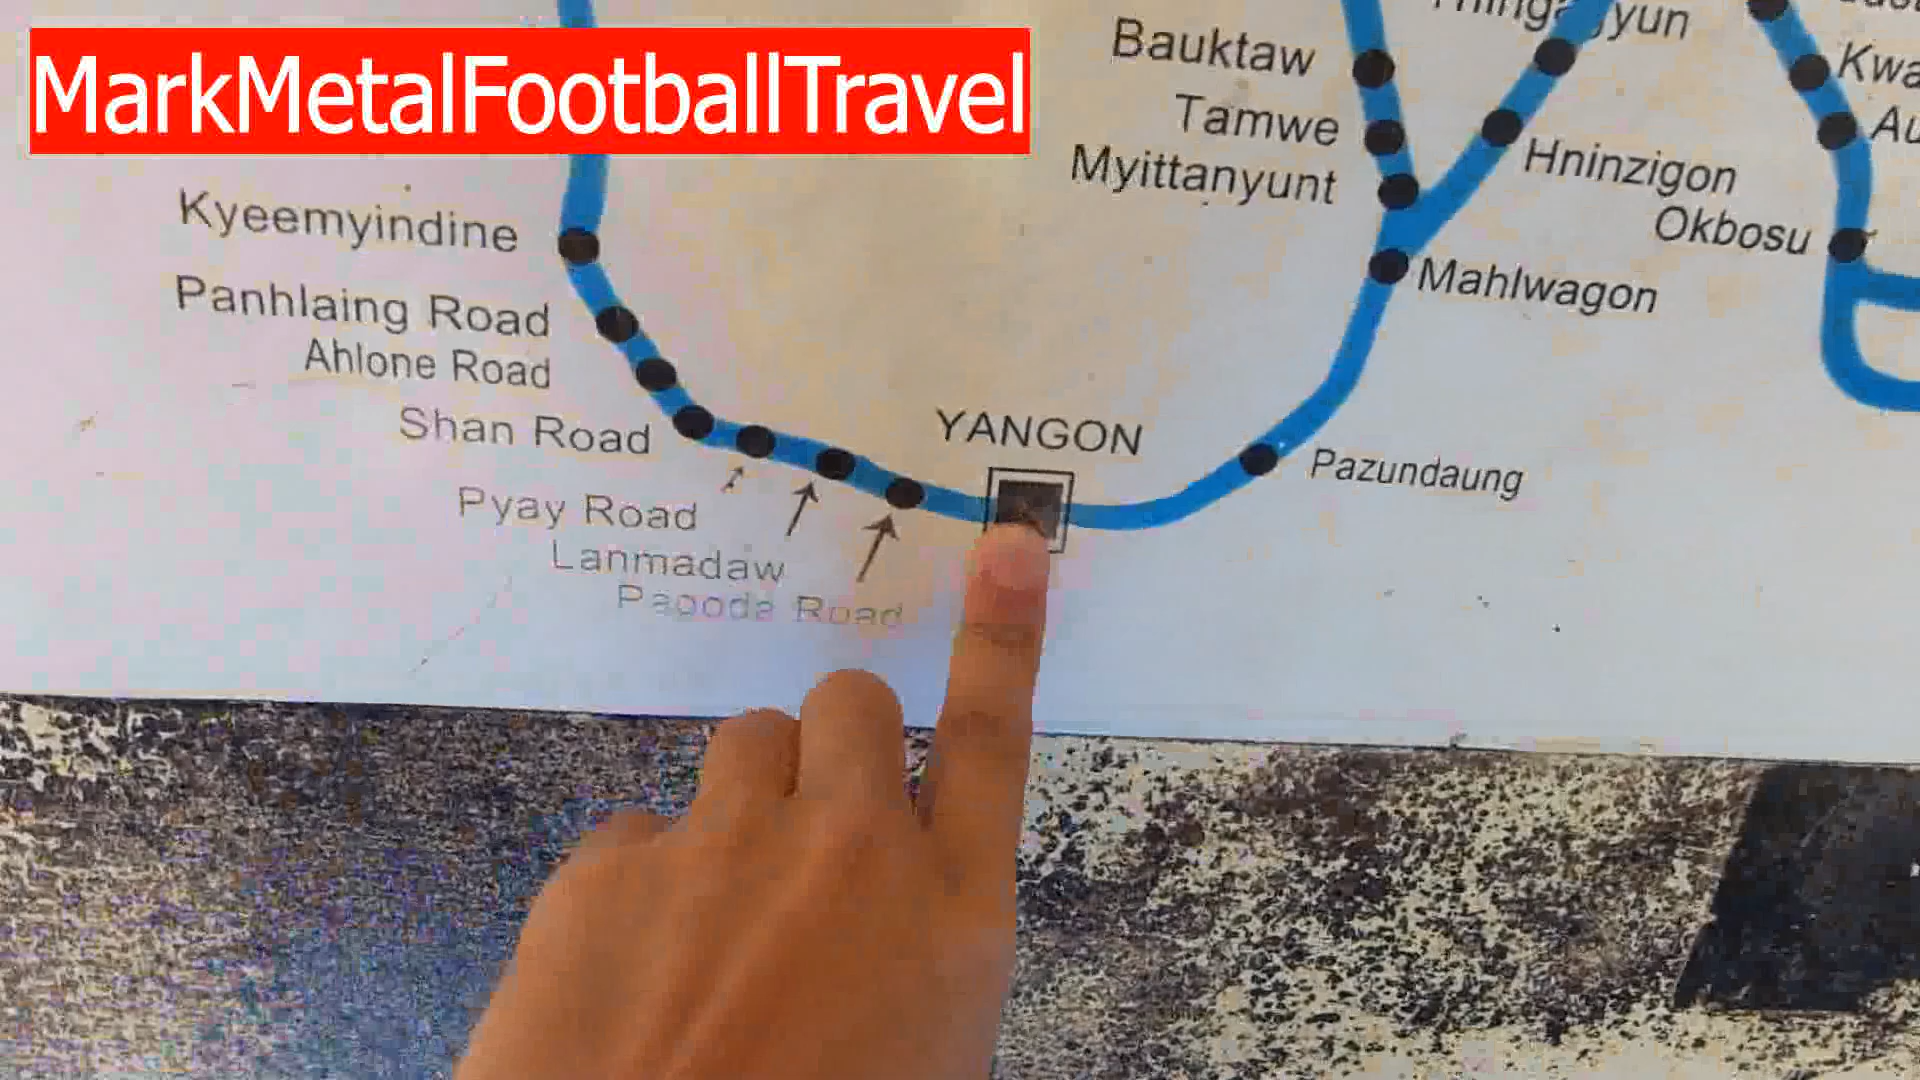 MarkMetalFootballTravel
Bauktaw
Tamwe
Myittanyunt
Hninzigon
Okbosu
Mahlwagon
Kyeemyindine
Panhlaing Road
Ahlone Road
Shan Road
YANGON
Pazundaung
Pyay Road
Lanmadaw
Pagoda Road